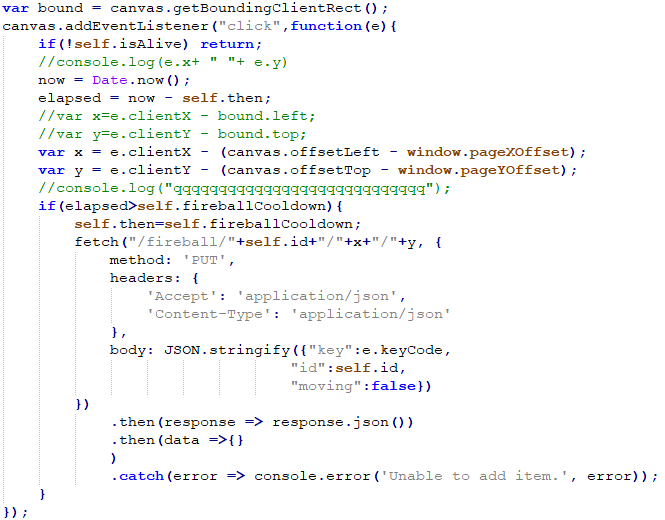 var bound = canvas.getBoundingClientRect();
canvas.addEventListener("click",function(e){
    if(!self.isAlive) return;
    //console.log(e.x+ " "+ e.y)
    now = Date.now();
    elapsed = now - self.then;
    //var x=e.clientX - bound.left;
    //var y=e.clientY - bound.top;
    var x = e.clientX - (canvas.offsetLeft - window.pageXOffset);
    var y = e.clientY - (canvas.offsetTop - window.pageYOffset);
    //console.log("qqqqqqqqqqqqqqqqqqqqqqqqqqqq");
    if(elapsed>self.fireballCooldown){
        self.then=self.fireballCooldown;
        fetch("/fireball/"+self.id+"/"+x+"/"+y, {
            method: 'PUT',
            headers: {
                'Accept': 'application/json',
                'Content-Type': 'application/json'
            },
            body: JSON.stringify({"key":e.keyCode,
                                "id":self.id,
                                "moving":false})
        })
            .then(response => response.json())
            .then(data =>{}
            )
            .catch(error => console.error('Unable to add item.', error));
    }
});